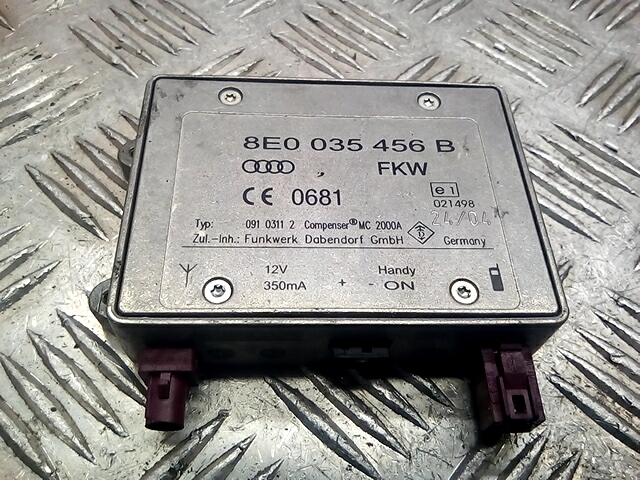 8E0 035 456 B
FKW
CE 0681
e1
021498
24/04
Typ: 091 0311 2 Compenser® MC 2000A
Zul.-Inh.: Funkwerk Dabendorf GmbH Germany
12V Handy
350mA + - ON